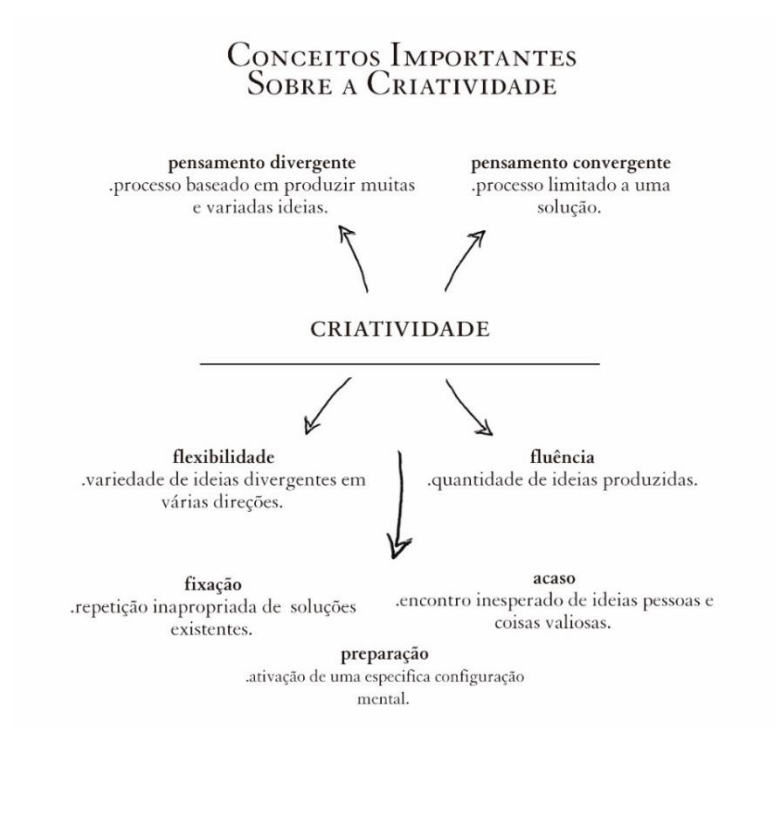 Conceitos Importantes
Sobre a Criatividade
pensamento divergente
.processo baseado em produzir muitas
e variadas ideias.
pensamento convergente
.processo limitado a uma
solução.
CRIATIVIDADE
flexibilidade
.variedade de ideias divergentes em
várias direções.
fluência
.quantidade de ideias produzidas.
fixação
.repetição inapropriada de soluções
existentes.
acaso
.encontro inesperado de ideias pessoas e
coisas valiosas.
preparação
.ativação de uma especifica configuração
mental.